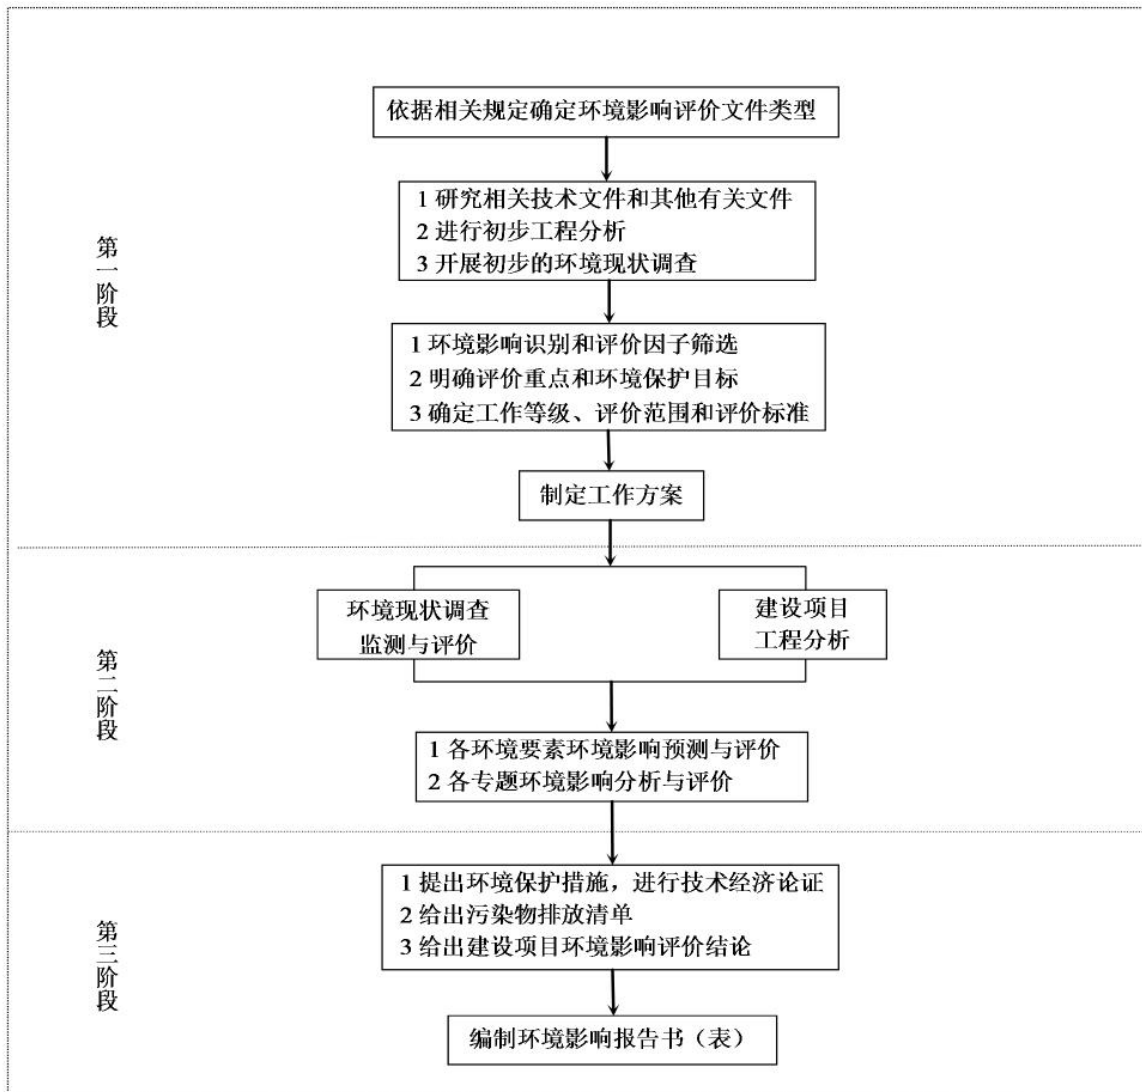 依据相关规定确定环境影响评价文件类型
第一阶段
1 研究相关技术文件和其他有关文件
2 进行初步工程分析
3 开展初步的环境现状调查
1 环境影响识别和评价因子筛选
2 明确评价重点和环境保护目标
3 确定工作等级、评价范围和评价标准
制定工作方案
第二阶段
环境现状调查
监测与评价
建设项目
工程分析
1 各环境要素环境影响预测与评价
2 各专题环境影响分析与评价
第三阶段
1 提出环境保护措施，进行技术经济论证
2 给出污染物排放清单
3 给出建设项目环境影响评价结论
编制环境影响报告书（表）